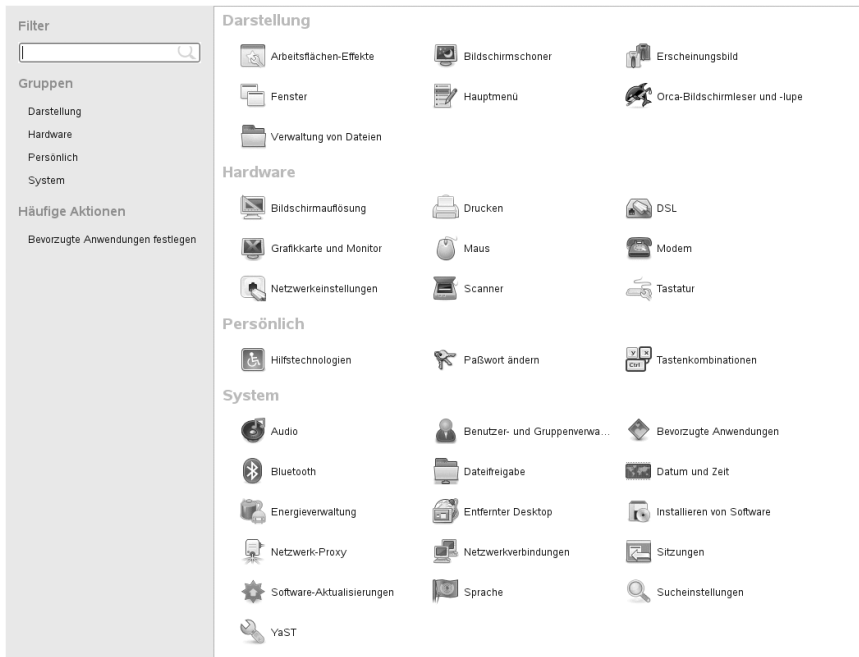 Filter
Gruppen
Darstellung
Hardware
Persönlich
System
Häufige Aktionen
Bevorzugte Anwendungen festlegen
Darstellung
Arbeitsflächen-Effekte
Bildschirmschoner
Erscheinungsbild
Fenster
Hauptmenü
Orca-Bildschirmleser und -lupe
Verwaltung von Dateien
Hardware
Bildschirmauflösung
Drucken
DSL
Grafikkarte und Monitor
Maus
Modem
Netzwerkeinstellungen
Scanner
Tastatur
Persönlich
Hilfstechnologien
Paßwort ändern
Y X
Ctrl
Tastenkombinationen
System
Audio
Benutzer- und Gruppenverwa...
Bevorzugte Anwendungen
Bluetooth
Dateifreigabe
Datum und Zeit
Energieverwaltung
Entfernter Desktop
Installieren von Software
Netzwerk-Proxy
Netzwerkverbindungen
Sitzungen
Software-Aktualisierungen
Sprache
Sucheinstellungen
YaST